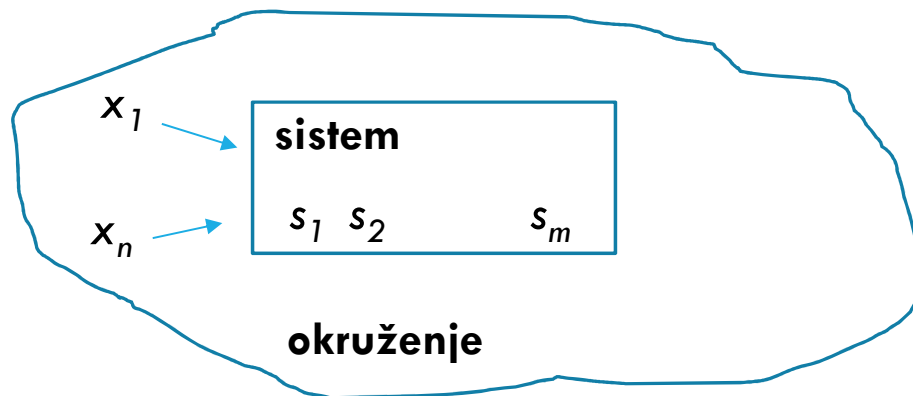 x1
sistem
xn
s1 s2 sm
okruženje